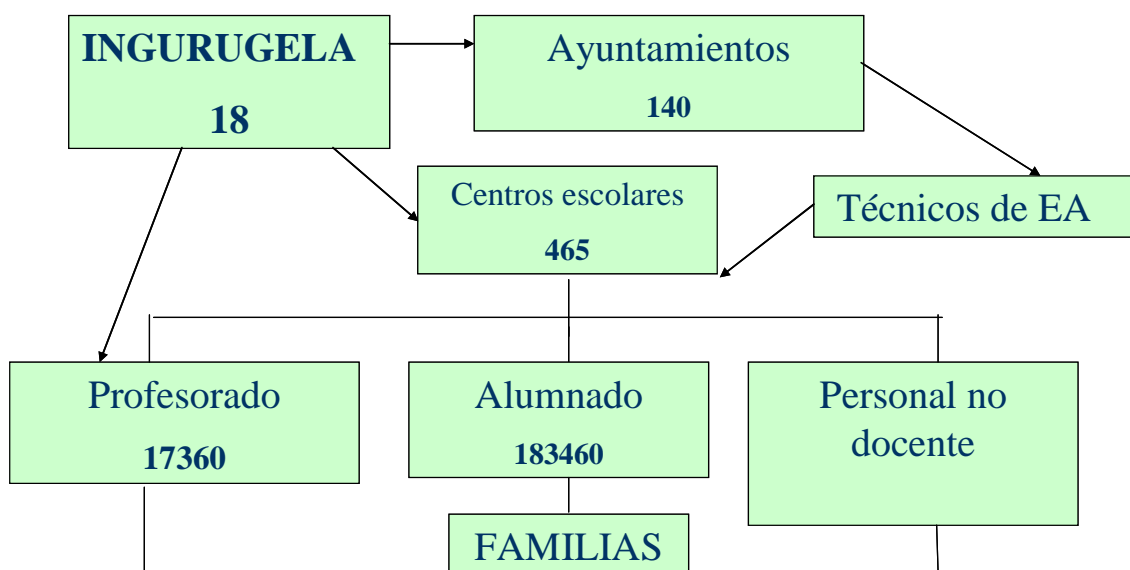 INGURUGELA
18
Ayuntamientos
140
Centros escolares
465
Técnicos de EA
Profesorado
17360
Alumnado
183460
Personal no
docente
FAMILIAS